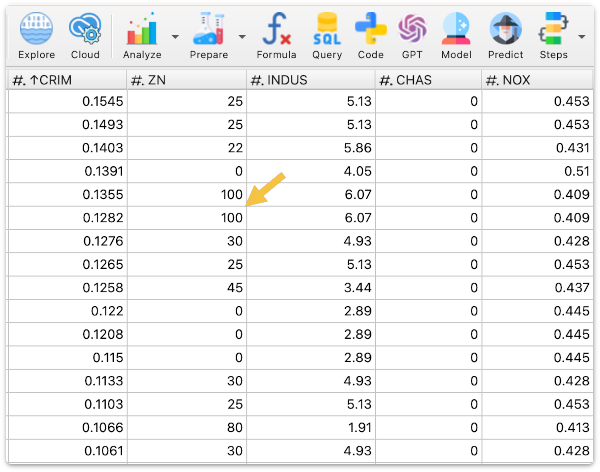 Explore Cloud Analyze Prepare Formula SQL Query Code GPT Model Predict Steps
#. ↑CRIM #. ZN #. INDUS #. CHAS #. NOX
0.1545 25 5.13 0 0.453
0.1493 25 5.13 0 0.453
0.1403 22 5.86 0 0.431
0.1391 0 4.05 0 0.51
0.1355 100 6.07 0 0.409
0.1282 100 6.07 0 0.409
0.1276 30 4.93 0 0.428
0.1265 25 5.13 0 0.453
0.1258 45 3.44 0 0.437
0.122 0 2.89 0 0.445
0.1208 0 2.89 0 0.445
0.115 0 2.89 0 0.445
0.1133 30 4.93 0 0.428
0.1103 25 5.13 0 0.453
0.1066 80 1.91 0 0.413
0.1061 30 4.93 0 0.428